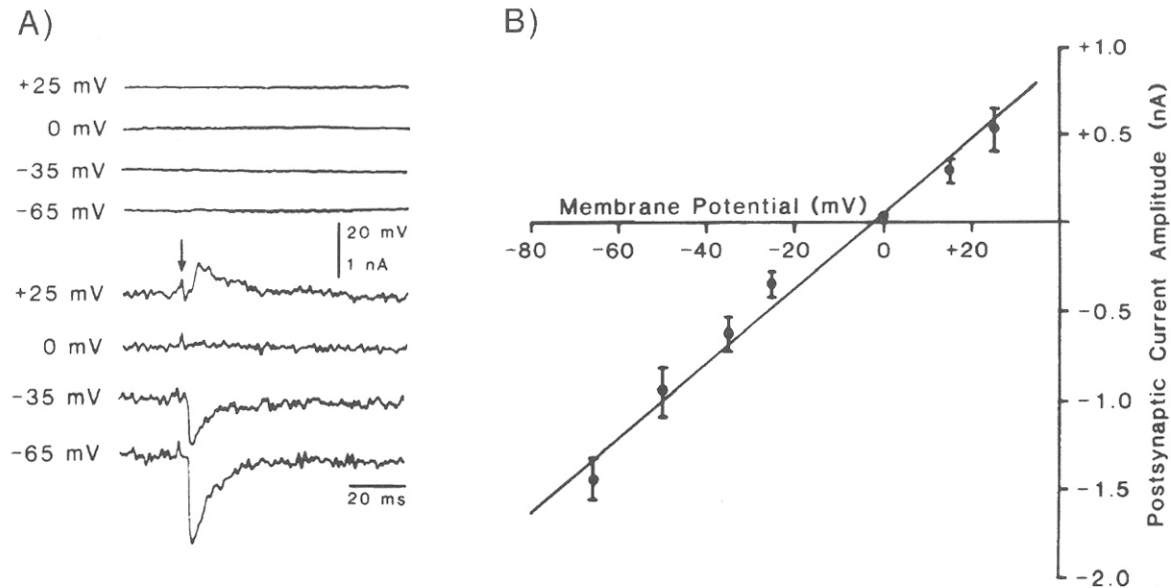 A)
+25 mV
0 mV
-35 mV
-65 mV
20 mV
1 nA
+25 mV
0 mV
-35 mV
-65 mV
20 ms
B)
+1.0
+0.5
-0.5
-1.0
-1.5
-2.0
Membrane Potential (mV)
-80 -60 -40 -20 0 +20
Postsynaptic Current Amplitude (nA)